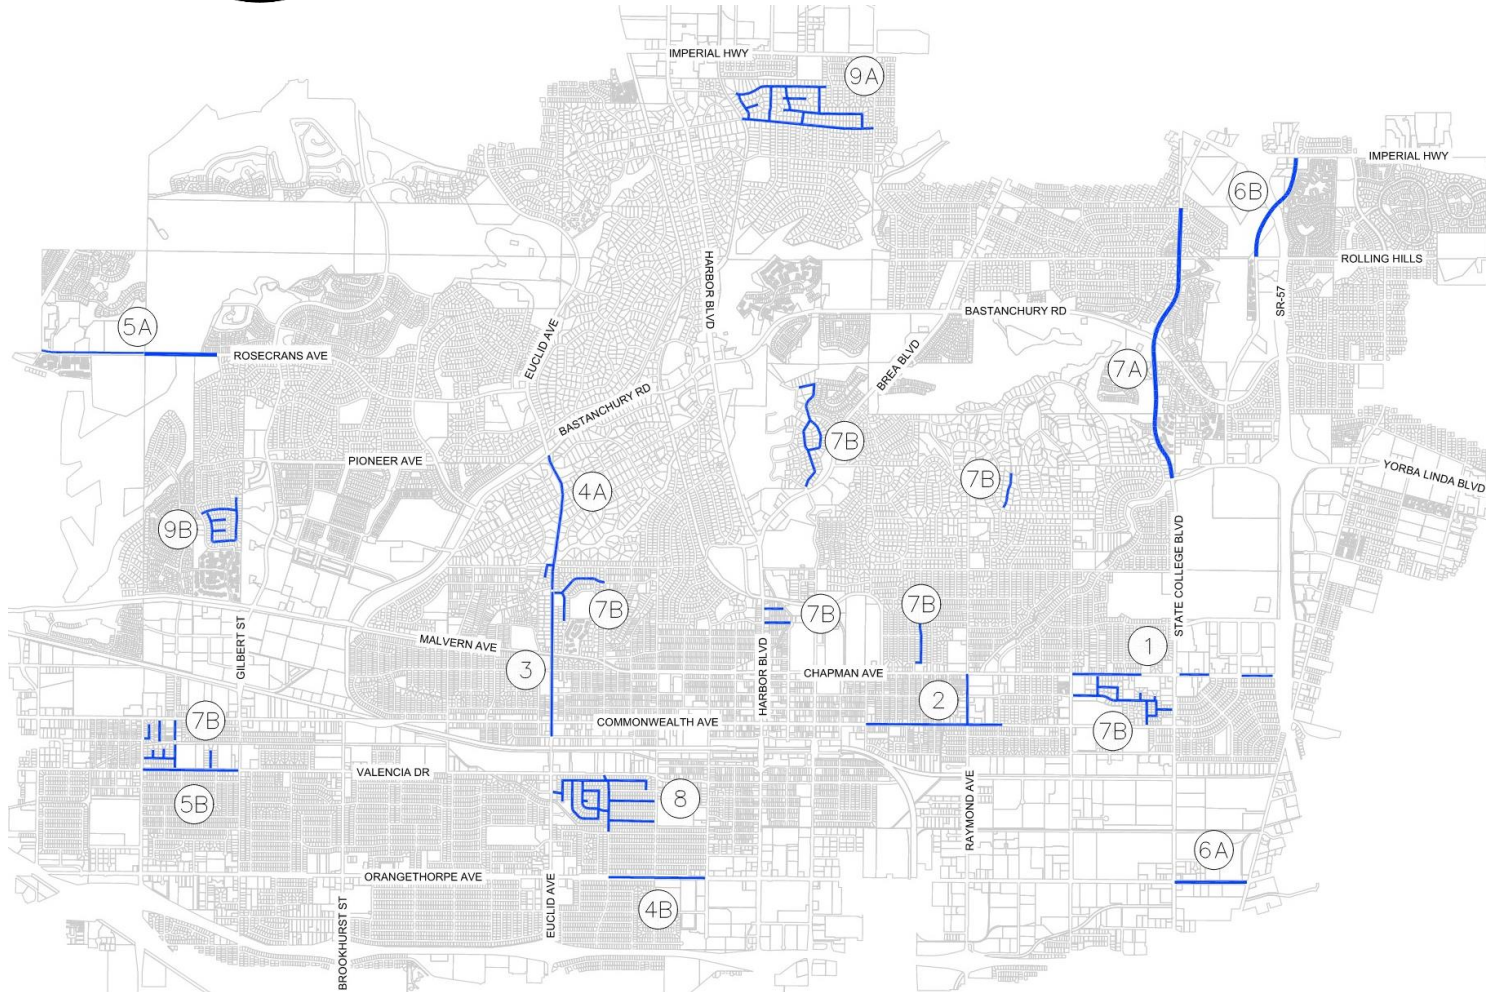 IMPERIAL HWY
9A
IMPERIAL HWY
6B
ROLLING HILLS
HARBOR BLVD
SR-57
BASTANCHURY RD
5A
EUCLID AVE
ROSECRANS AVE
BREA BLVD
7A
BASTANCHURY RD
7B
PIONEER AVE
YORBA LINDA BLVD
7B
4A
9B
STATE COLLEGE BLVD
7B
7B
7B
MALVERN AVE
GILBERT ST
1
3
HARBOR BLVD
CHAPMAN AVE
2
7B
COMMONWEALTH AVE
7B
VALENCIA DR
8
5B
RAYMOND AVE
6A
ORANGETHORPE AVE
EUCLID AVE
4B
BROOKHURST ST